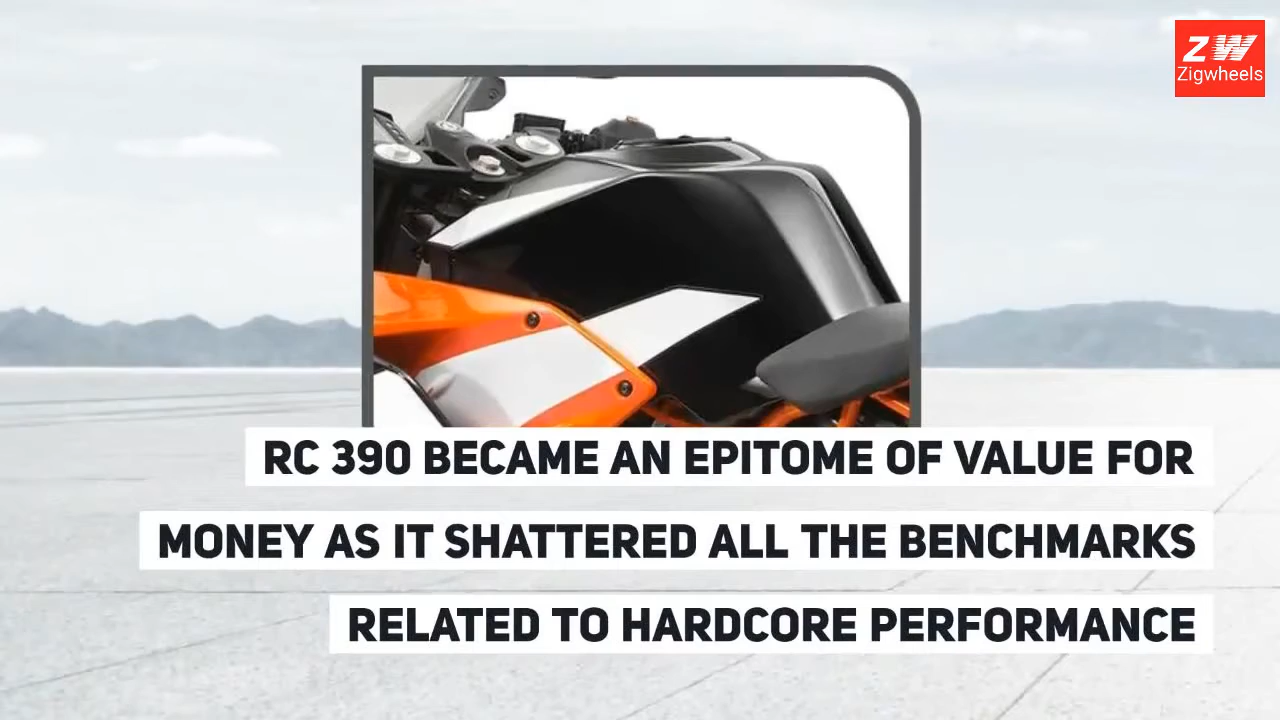 ZW
Zigwheels
RC 390 BECAME AN EPITOME OF VALUE FOR
MONEY AS IT SHATTERED ALL THE BENCHMARKS
RELATED TO HARDCORE PERFORMANCE